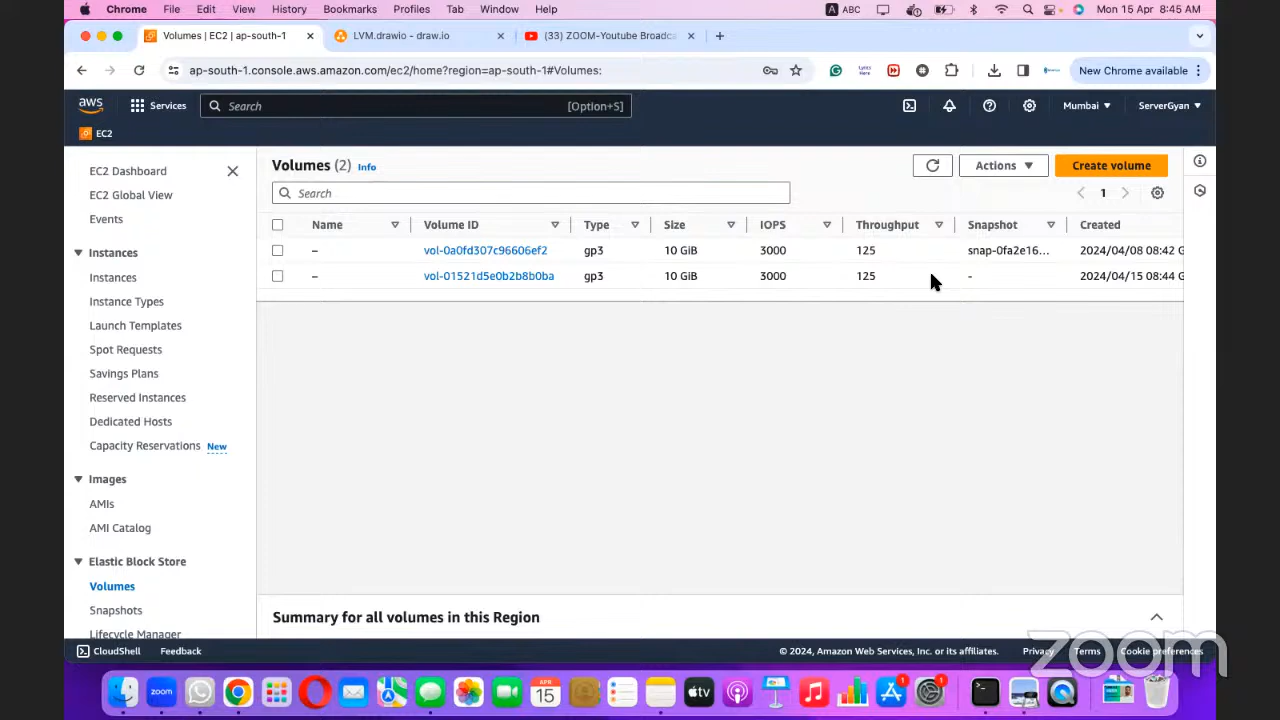 Chrome File Edit View History Bookmarks Profiles Tab Window Help A ABC Mon 15 Apr 8:45 AM
Volumes | EC2 | ap-south-1 LVM.drawio - draw.io (33) ZOOM-Youtube Broadca
ap-south-1.console.aws.amazon.com/ec2/home?region=ap-south-1#Volumes: New Chrome available
aws Services Search [Option+S] Mumbai ServerGyan
EC2
EC2 Dashboard
EC2 Global View
Events
Instances
Instances
Instance Types
Launch Templates
Spot Requests
Savings Plans
Reserved Instances
Dedicated Hosts
Capacity Reservations New
Images
AMIs
AMI Catalog
Elastic Block Store
Volumes
Snapshots
Lifecycle Manager
Volumes (2) Info Actions Create volume
Search 1
Name Volume ID Type Size IOPS Throughput Snapshot Created
– vol-0a0fd307c96606ef2 gp3 10 GiB 3000 125 snap-0fa2e16... 2024/04/08 08:42 G
– vol-01521d5e0b2b8b0ba gp3 10 GiB 3000 125 - 2024/04/15 08:44 G
Summary for all volumes in this Region
CloudShell Feedback © 2024, Amazon Web Services, Inc. or its affiliates. Privacy Terms Cookie preferences
zoom
zoom APR 15 tv 1 1